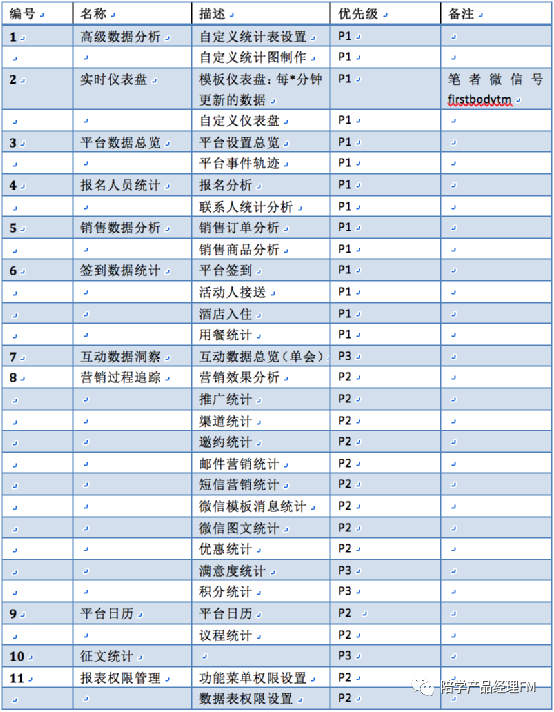 编号 名称 描述 优先级 备注
1 高级数据分析 自定义统计表设置 P1
自定义统计图制作 P1
2 实时仪表盘 模板仪表盘：每*分钟 P1 笔者微信号
更新的数据 firstbodytm
自定义仪表盘 P1
3 平台数据总览 平台设置总览 P1
平台事件轨迹 P1
4 报名人员统计 报名分析 P1
联系人统计分析 P1
5 销售数据分析 销售订单分析 P1
销售商品分析 P1
6 签到数据统计 平台签到 P1
活动人接送 P1
酒店入住 P1
用餐统计 P1
7 互动数据洞察 互动数据总览（单会） P3
8 营销过程追踪 营销效果分析 P2
推广统计 P2
渠道统计 P2
邀约统计 P2
邮件营销统计 P2
短信营销统计 P2
微信模板消息统计 P2
微信图文统计 P2
优惠统计 P2
满意度统计 P3
积分统计 P3
9 平台日历 平台日历 P2
议程统计 P2
10 征文统计 P3
11 报表权限管理 功能菜单权限设置 P2
数据表权限设置 P2
陪学产品经理FM